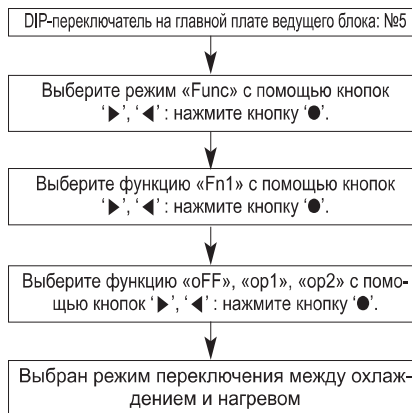 DIP-переключатель на главной плате ведущего блока: №5
Выберите режим «Func» с помощью кнопок
‘▶’, ‘◀’ : нажмите кнопку ‘●’.
Выберите функцию «Fn1» с помощью кнопок
‘▶’, ‘◀’ : нажмите кнопку ‘●’.
Выберите функцию «oFF», «op1», «op2» с помо-
щью кнопок ‘▶’, ‘◀’ : нажмите кнопку ‘●’.
Выбран режим переключения между охлаж-
дением и нагревом